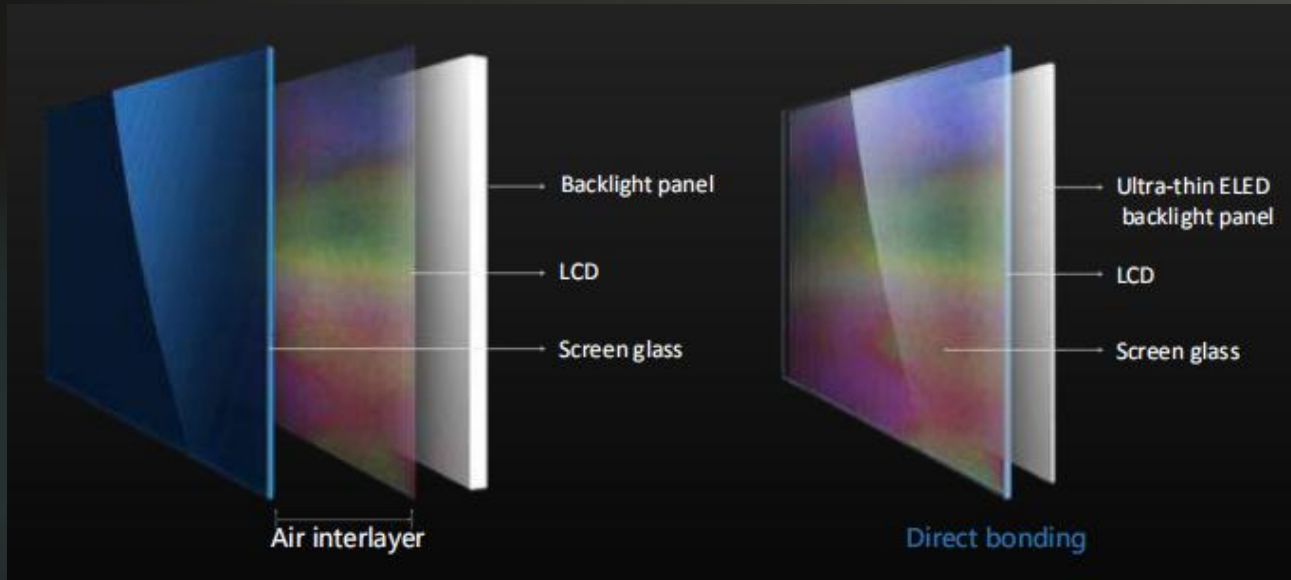 Backlight panel
LCD
Screen glass
Air interlayer
Ultra-thin ELED
backlight panel
LCD
Screen glass
Direct bonding